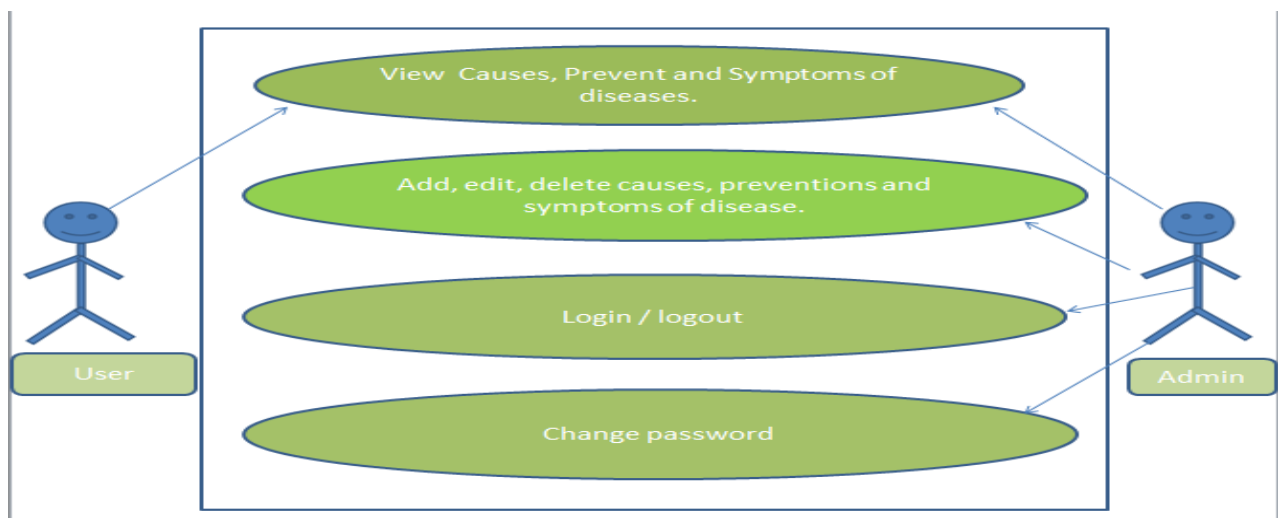 View Causes, Prevent and Symptoms of
diseases.
Add, edit, delete causes, preventions and
symptoms of disease.
Login / logout
User
Admin
Change password